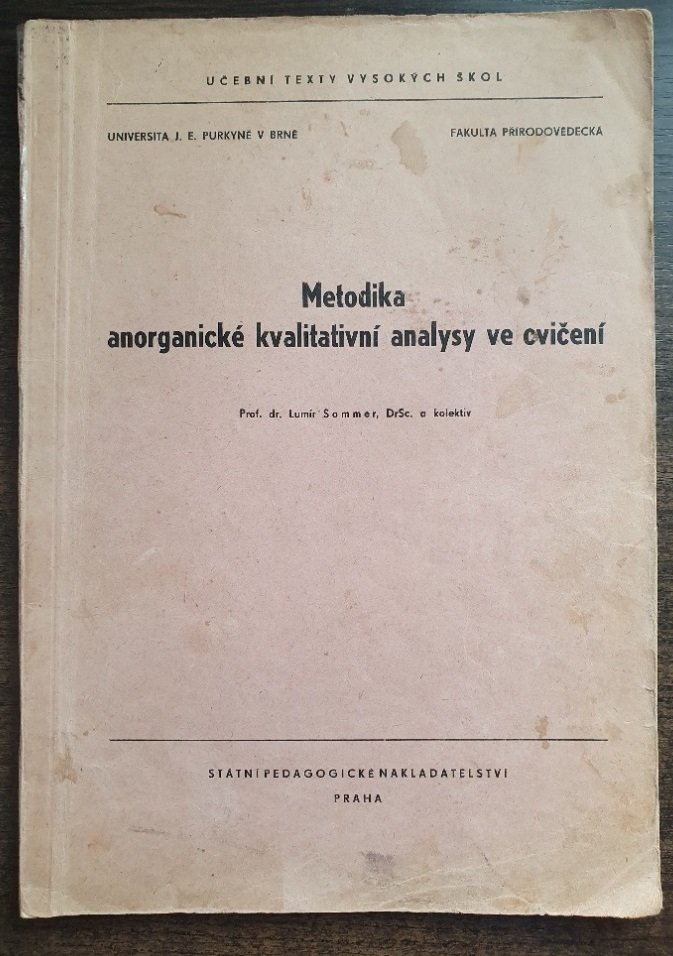 UČEBNÍ TEXTY VYSOKÝCH ŠKOL
UNIVERSITA J. E. PURKYNĚ V BRNĚ
FAKULTA PŘÍRODOVĚDECKÁ
Metodika
anorganické kvalitativní analysy ve cvičení
Prof. dr. Lumír Sommer, DrSc. a kolektiv
STÁTNÍ PEDAGOGICKÉ NAKLADATELSTVÍ
PRAHA